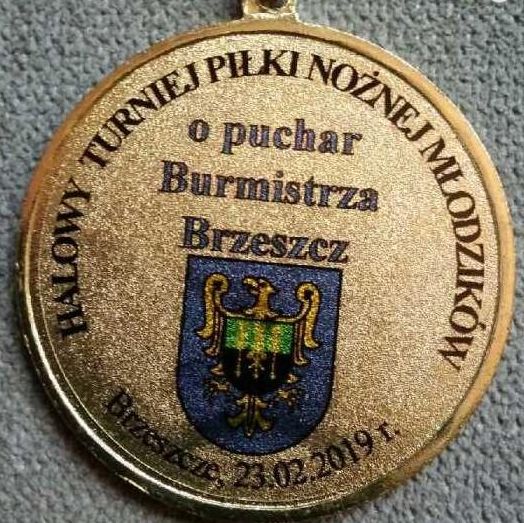 HALOWY TURNIEJ PIŁKI NOŻNEJ MŁODZIKÓW
o puchar
Burmistrza
Brzeszcz
Brzeszcze, 23.02.2019 r.